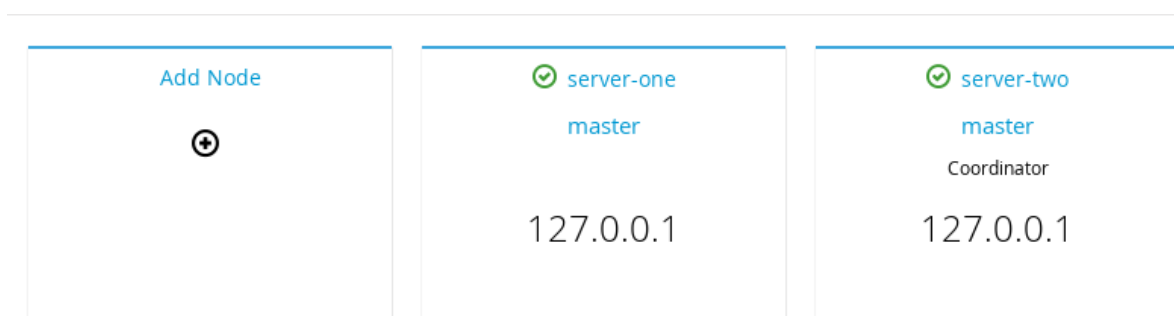 Add Node
server-one
master
127.0.0.1
server-two
master
Coordinator
127.0.0.1